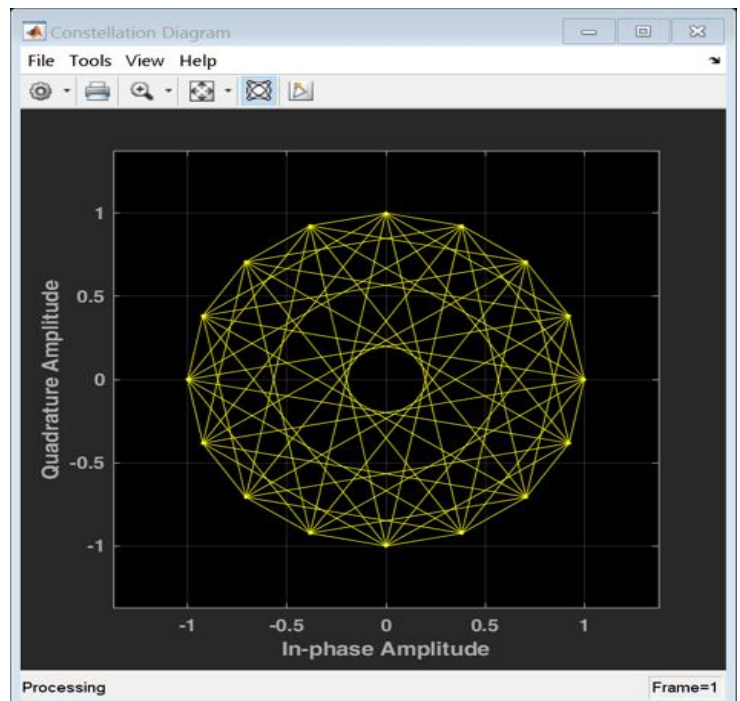 Constellation Diagram
File Tools View Help
1
0.5
0
-0.5
-1
Quadrature Amplitude
-1 -0.5 0 0.5 1
In-phase Amplitude
Processing Frame=1